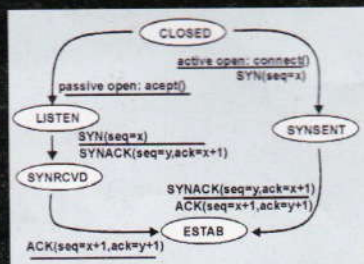 CLOSED
active open: connect()
SYN(seq=x)
passive open: acept()
LISTEN
SYN(seq=x)
SYNACK(seq=y,ack=x+1)
SYNSENT
SYNRCVD
SYNACK(seq=y,ack=x+1)
ACK(seq=x+1,ack=y+1)
ESTAB
ACK(seq=x+1,ack=y+1)